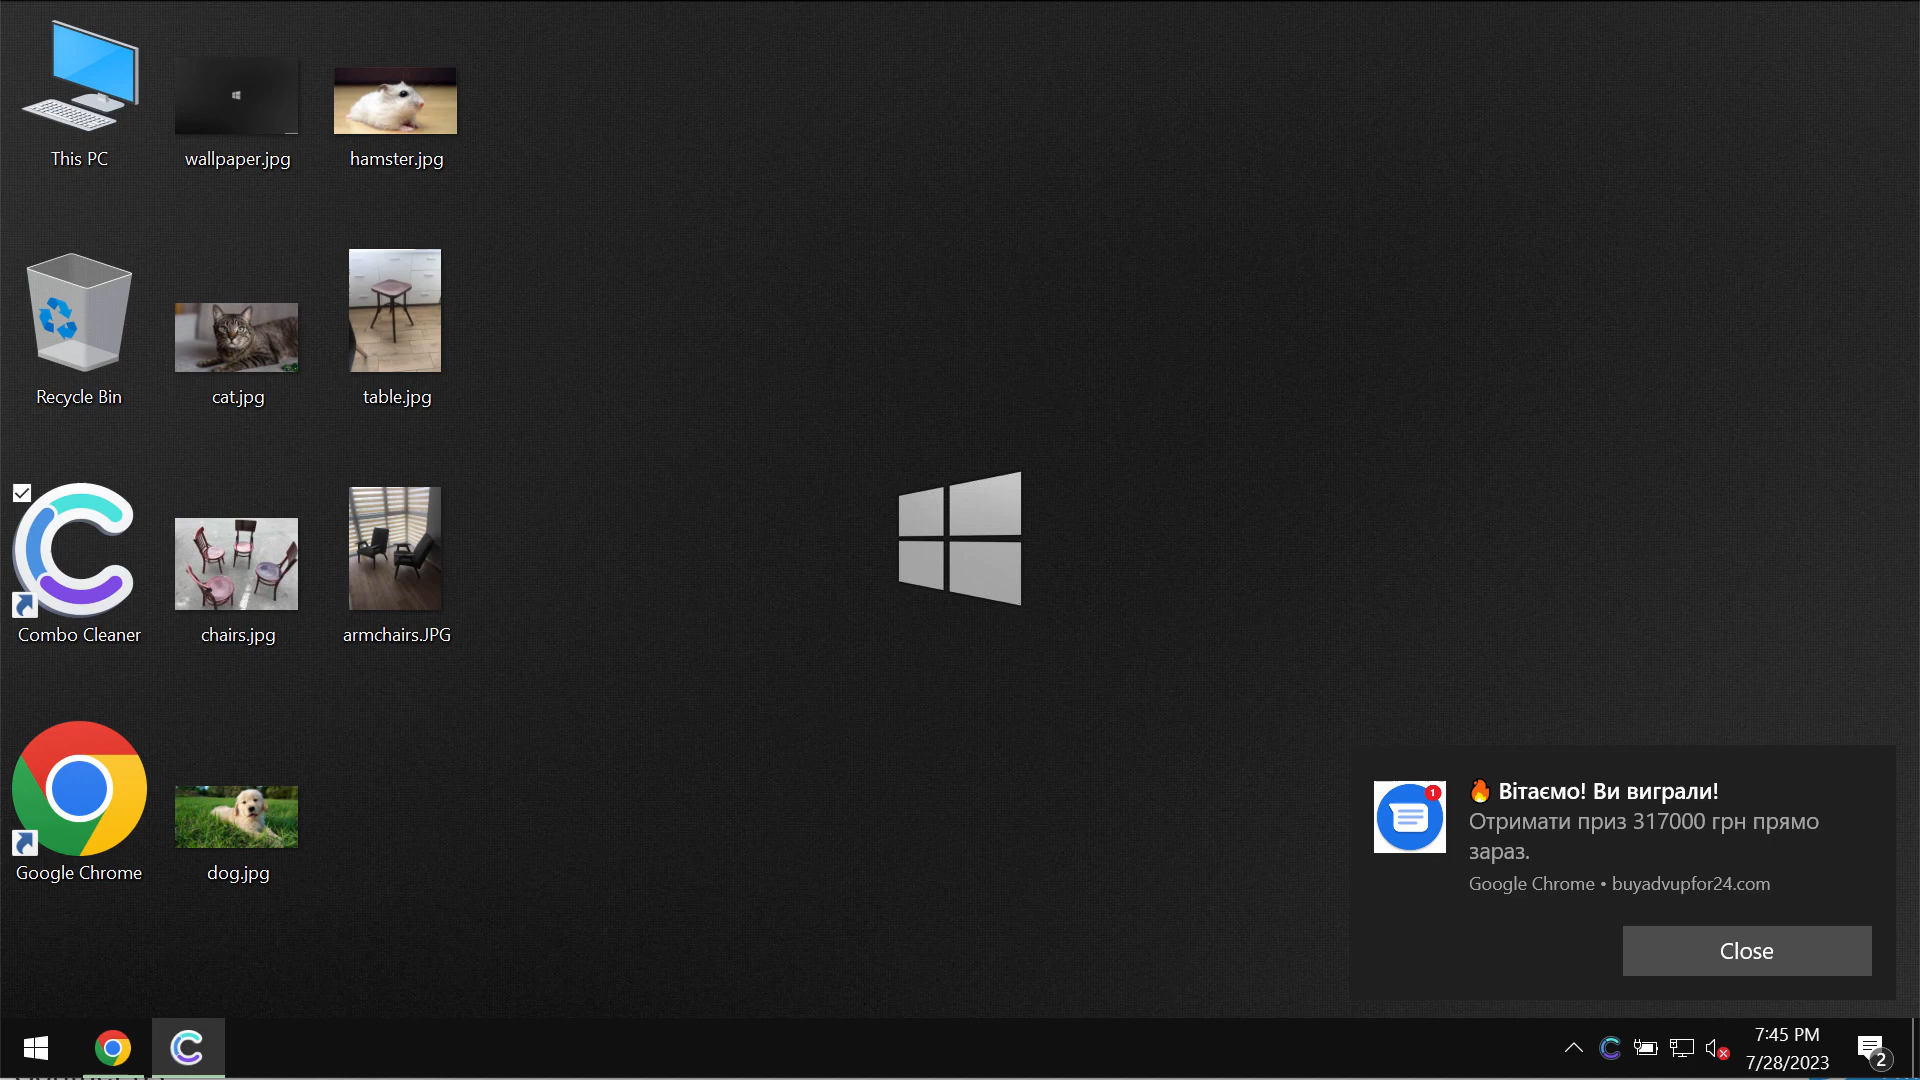 This PC
wallpaper.jpg
hamster.jpg
Recycle Bin
cat.jpg
table.jpg
Combo Cleaner
chairs.jpg
armchairs.JPG
Google Chrome
dog.jpg
1
🔥 Вітаємо! Ви виграли!
Отримати приз 317000 грн прямо
зараз.
Google Chrome • buyadvupfor24.com
Close
7:45 PM
7/28/2023
2